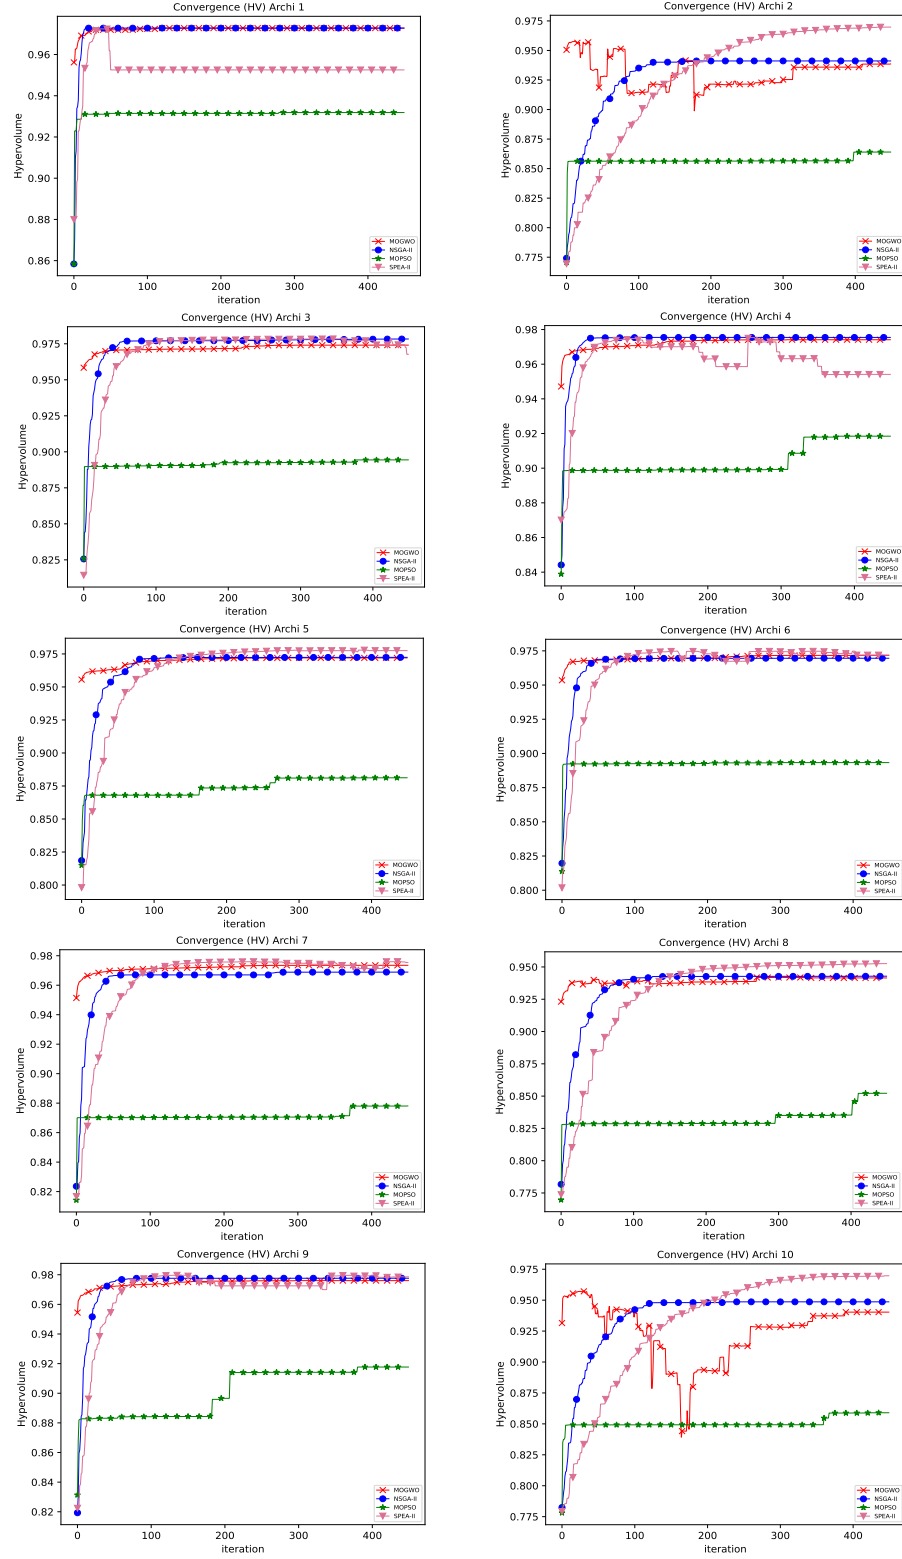 Convergence (HV) Archi 1
0.96
0.94
0.92
0.90
0.88
0.86
Hypervolume
MOGWO
NSGA-II
MOPSO
SPEA-II
0 100 200 300 400
iteration
Convergence (HV) Archi 2
0.975
0.950
0.925
0.900
0.875
0.850
0.825
0.800
0.775
Hypervolume
MOGWO
NSGA-II
MOPSO
SPEA-II
0 100 200 300 400
iteration
Convergence (HV) Archi 3
0.975
0.950
0.925
0.900
0.875
0.850
0.825
Hypervolume
MOGWO
NSGA-II
MOPSO
SPEA-II
0 100 200 300 400
iteration
Convergence (HV) Archi 4
0.98
0.96
0.94
0.92
0.90
0.88
0.86
0.84
Hypervolume
MOGWO
NSGA-II
MOPSO
SPEA-II
0 100 200 300 400
iteration
Convergence (HV) Archi 5
0.975
0.950
0.925
0.900
0.875
0.850
0.825
0.800
Hypervolume
MOGWO
NSGA-II
MOPSO
SPEA-II
0 100 200 300 400
iteration
Convergence (HV) Archi 6
0.975
0.950
0.925
0.900
0.875
0.850
0.825
0.800
Hypervolume
MOGWO
NSGA-II
MOPSO
SPEA-II
0 100 200 300 400
iteration
Convergence (HV) Archi 7
0.98
0.96
0.94
0.92
0.90
0.88
0.86
0.84
0.82
Hypervolume
MOGWO
NSGA-II
MOPSO
SPEA-II
0 100 200 300 400
iteration
Convergence (HV) Archi 8
0.950
0.925
0.900
0.875
0.850
0.825
0.800
0.775
Hypervolume
MOGWO
NSGA-II
MOPSO
SPEA-II
0 100 200 300 400
iteration
Convergence (HV) Archi 9
0.98
0.96
0.94
0.92
0.90
0.88
0.86
0.84
0.82
Hypervolume
MOGWO
NSGA-II
MOPSO
SPEA-II
0 100 200 300 400
iteration
Convergence (HV) Archi 10
0.975
0.950
0.925
0.900
0.875
0.850
0.825
0.800
0.775
Hypervolume
MOGWO
NSGA-II
MOPSO
SPEA-II
0 100 200 300 400
iteration